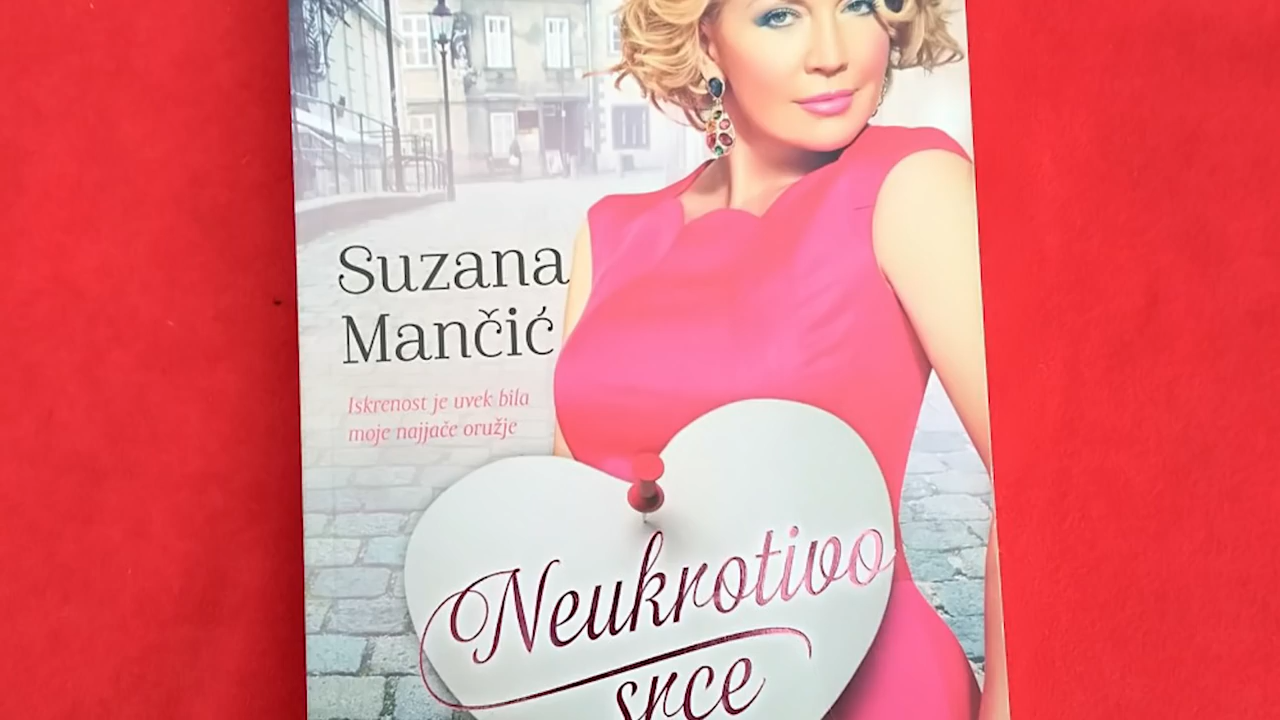 Suzana
Mančić
Iskrenost je uvek bila
moje najjače oružje
Neukrotivo
srce